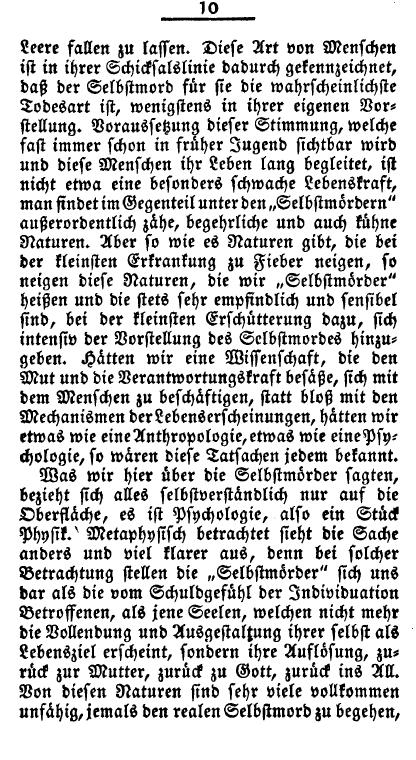 10
Leere fallen zu lassen. Diese Art von Menschen
ist in ihrer Schicksalslinie dadurch gekennzeichnet,
daß der Selbstmord für sie die wahrscheinlichste
Todesart ist, wenigstens in ihrer eigenen Vor-
stellung. Voraussetzung dieser Stimmung, welche
fast immer schon in früher Jugend sichtbar wird
und diese Menschen ihr Leben lang begleitet, ist
nicht etwa eine besonders schwache Lebenskraft,
man findet im Gegenteil unter den „Selbstmördern“
außerordentlich zähe, begehrliche und auch kühne
Naturen. Aber so wie es Naturen gibt, die bei
der kleinsten Erkrankung zu Fieber neigen, so
neigen diese Naturen, die wir „Selbstmörder“
heißen und die stets sehr empfindlich und sensibel
sind, bei der kleinsten Erschütterung dazu, sich
intensiv der Vorstellung des Selbstmordes hinzu-
geben. Hätten wir eine Wissenschaft, die den
Mut und die Verantwortungskraft besäße, sich mit
dem Menschen zu beschäftigen, statt bloß mit den
Mechanismen der Lebenserscheinungen, hätten wir
etwas wie eine Anthropologie, etwas wie eine Psy-
chologie, so wären diese Tatsachen jedem bekannt.
Was wir hier über die Selbstmörder sagten,
bezieht sich alles selbstverständlich nur auf die
Oberfläche, es ist Psychologie, also ein Stück
Physik. Metaphysisch betrachtet sieht die Sache
anders und viel klarer aus, denn bei solcher
Betrachtung stellen die „Selbstmörder“ sich uns
dar als die vom Schuldgefühl der Individuation
Betroffenen, als jene Seelen, welchen nicht mehr
die Vollendung und Ausgestaltung ihrer selbst als
Lebensziel erscheint, sondern ihre Auflösung, zu-
rück zur Mutter, zurück zu Gott, zurück ins All.
Von diesen Naturen sind sehr viele vollkommen
unfähig, jemals den realen Selbstmord zu begehen,